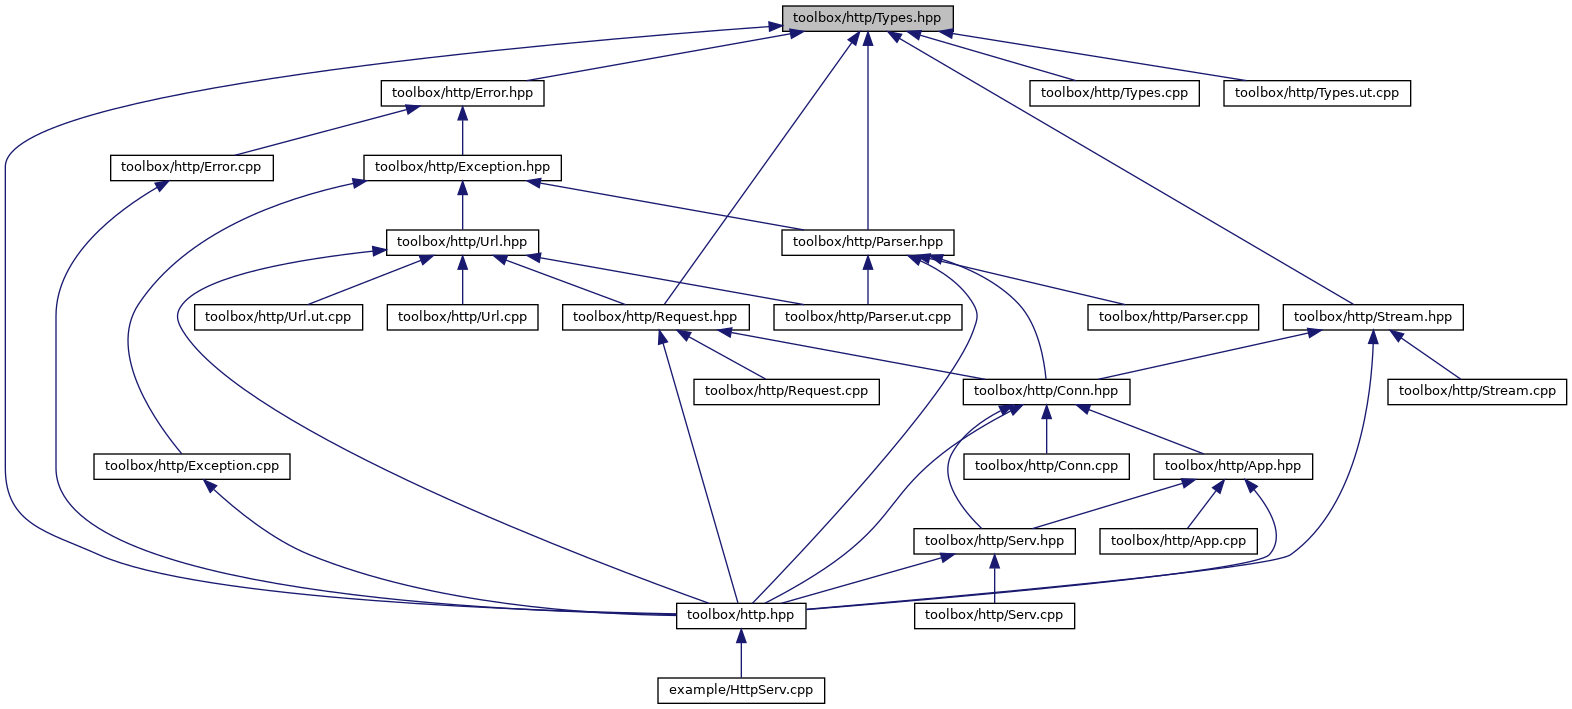 toolbox/http/Types.hpp
toolbox/http/Error.hpp
toolbox/http/Types.cpp
toolbox/http/Types.ut.cpp
toolbox/http/Error.cpp
toolbox/http/Exception.hpp
toolbox/http/Url.hpp
toolbox/http/Parser.hpp
toolbox/http/Url.ut.cpp
toolbox/http/Url.cpp
toolbox/http/Request.hpp
toolbox/http/Parser.ut.cpp
toolbox/http/Parser.cpp
toolbox/http/Stream.hpp
toolbox/http/Request.cpp
toolbox/http/Conn.hpp
toolbox/http/Stream.cpp
toolbox/http/Exception.cpp
toolbox/http/Conn.cpp
toolbox/http/App.hpp
toolbox/http/Serv.hpp
toolbox/http/App.cpp
toolbox/http.hpp
toolbox/http/Serv.cpp
example/HttpServ.cpp